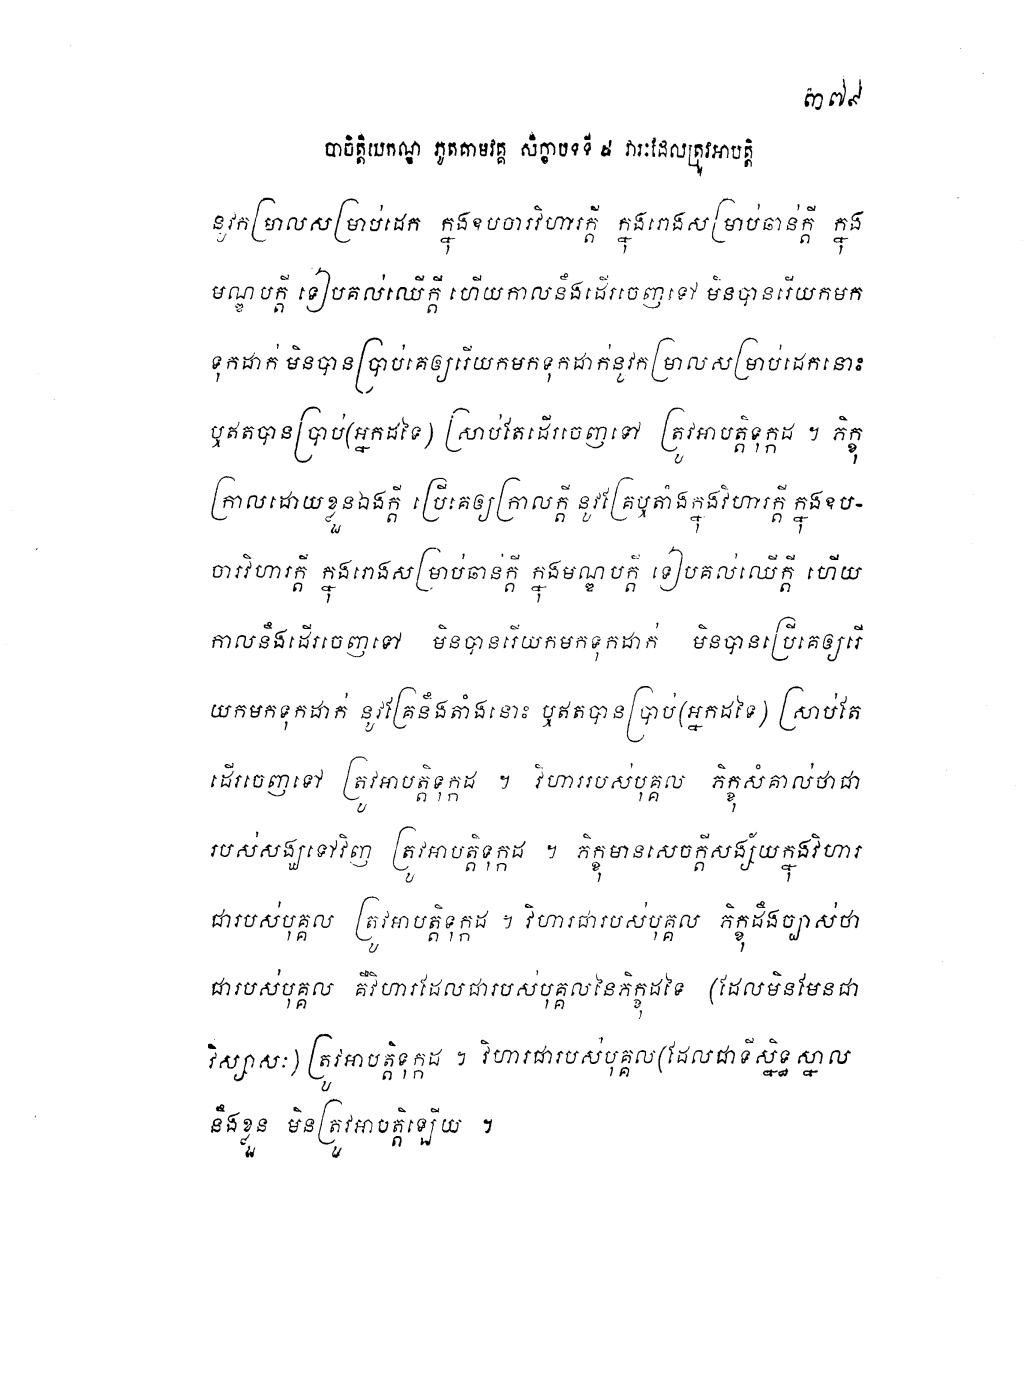 ៣៧៩
បាចិត្តិយកណ្ឌ ភូតគាមវគ្គ សិក្ខាបទទី ៥ វារៈដែលត្រូវអាបត្តិ
នូវកម្រាលសម្រាប់ដេក ក្នុងឧបចារវិហារក្តី ក្នុងរោងសម្រាប់ឆាន់ក្តី ក្នុង
មណ្ឌបក្តី ទៀបគល់ឈើក្តី ហើយកាលនឹងដើរចេញទៅ មិនបានរើយកមក
ទុកដាក់ មិនបានប្រាប់គេឲ្យរើយកមកទុកដាក់នូវកម្រាលសម្រាប់ដេកនោះ
ឬឥតបានប្រាប់(អ្នកដទៃ) ស្រាប់តែដើរចេញទៅ ត្រូវអាបត្តិទុក្កដ ។ ភិក្ខុ
ក្រាលដោយខ្លួនឯងក្តី ប្រើគេឲ្យក្រាលក្តី នូវគ្រែឬតាំងក្នុងវិហារក្តី ក្នុងឧប-
ចារវិហារក្តី ក្នុងរោងសម្រាប់ឆាន់ក្តី ក្នុងមណ្ឌបក្តី ទៀបគល់ឈើក្តី ហើយ
កាលនឹងដើរចេញទៅ មិនបានរើយកមកទុកដាក់ មិនបានប្រើគេឲ្យរើ
យកមកទុកដាក់ នូវគ្រែនឹងតាំងនោះ ឬឥតបានប្រាប់(អ្នកដទៃ) ស្រាប់តែ
ដើរចេញទៅ ត្រូវអាបត្តិទុក្កដ ។ វិហាររបស់បុគ្គល ភិក្ខុសំគាល់ថាជា
របស់សង្ឃទៅវិញ ត្រូវអាបត្តិទុក្កដ ។ ភិក្ខុមានសេចក្តីសង្ស័យក្នុងវិហារ
ជារបស់បុគ្គល ត្រូវអាបត្តិទុក្កដ ។ វិហារជារបស់បុគ្គល ភិក្ខុដឹងច្បាស់ថា
ជារបស់បុគ្គល គឺវិហារដែលជារបស់បុគ្គលនៃភិក្ខុដទៃ (ដែលមិនមែនជា
វិស្សាសៈ) ត្រូវអាបត្តិទុក្កដ ។ វិហារជារបស់បុគ្គល(ដែលជាទីស្និទ្ធស្នាល
នឹងខ្លួន មិនត្រូវអាបត្តិឡើយ ។